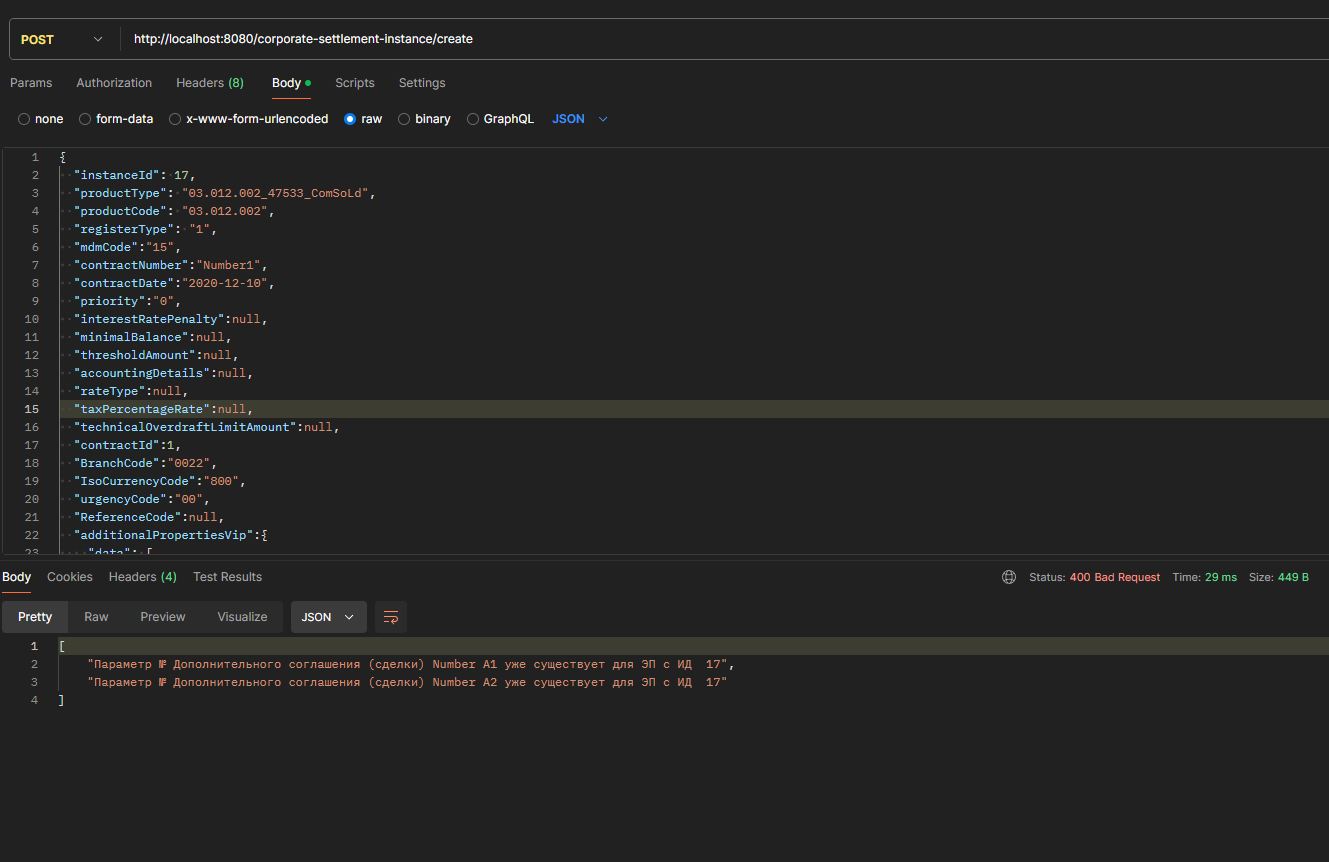 POST http://localhost:8080/corporate-settlement-instance/create
Params Authorization Headers (8) Body Scripts Settings
none form-data x-www-form-urlencoded raw binary GraphQL JSON
1 {
2 "instanceId": 17,
3 "productType": "03.012.002_47533_ComSoLd",
4 "productCode": "03.012.002",
5 "registerType": "1",
6 "mdmCode":"15",
7 "contractNumber":"Number1",
8 "contractDate":"2020-12-10",
9 "priority":"0",
10 "interestRatePenalty":null,
11 "minimalBalance":null,
12 "thresholdAmount":null,
13 "accountingDetails":null,
14 "rateType":null,
15 "taxPercentageRate":null,
16 "technicalOverdraftLimitAmount":null,
17 "contractId":1,
18 "BranchCode":"0022",
19 "IsoCurrencyCode":"800",
20 "urgencyCode":"00",
21 "ReferenceCode":null,
22 "additionalPropertiesVip":{
23 "data": [
Body Cookies Headers (4) Test Results Status: 400 Bad Request Time: 29 ms Size: 449 B
Pretty Raw Preview Visualize JSON
1 [
2 "Параметр № Дополнительного соглашения (сделки) Number A1 уже существует для ЭП с ИД  17",
3 "Параметр № Дополнительного соглашения (сделки) Number A2 уже существует для ЭП с ИД  17"
4 ]